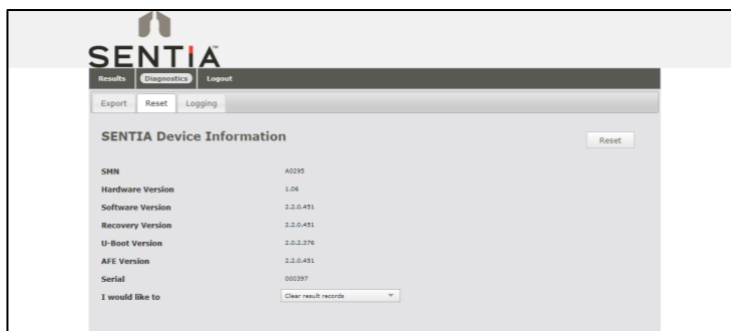 SENTIA™
Results Diagnostics Logout
Export Reset Logging
SENTIA Device Information Reset
SMN A0295
Hardware Version 1.06
Software Version 2.2.0.451
Recovery Version 2.2.0.451
U-Boot Version 2.0.2.376
AFE Version 2.2.0.451
Serial 000397
I would like to Clear result records